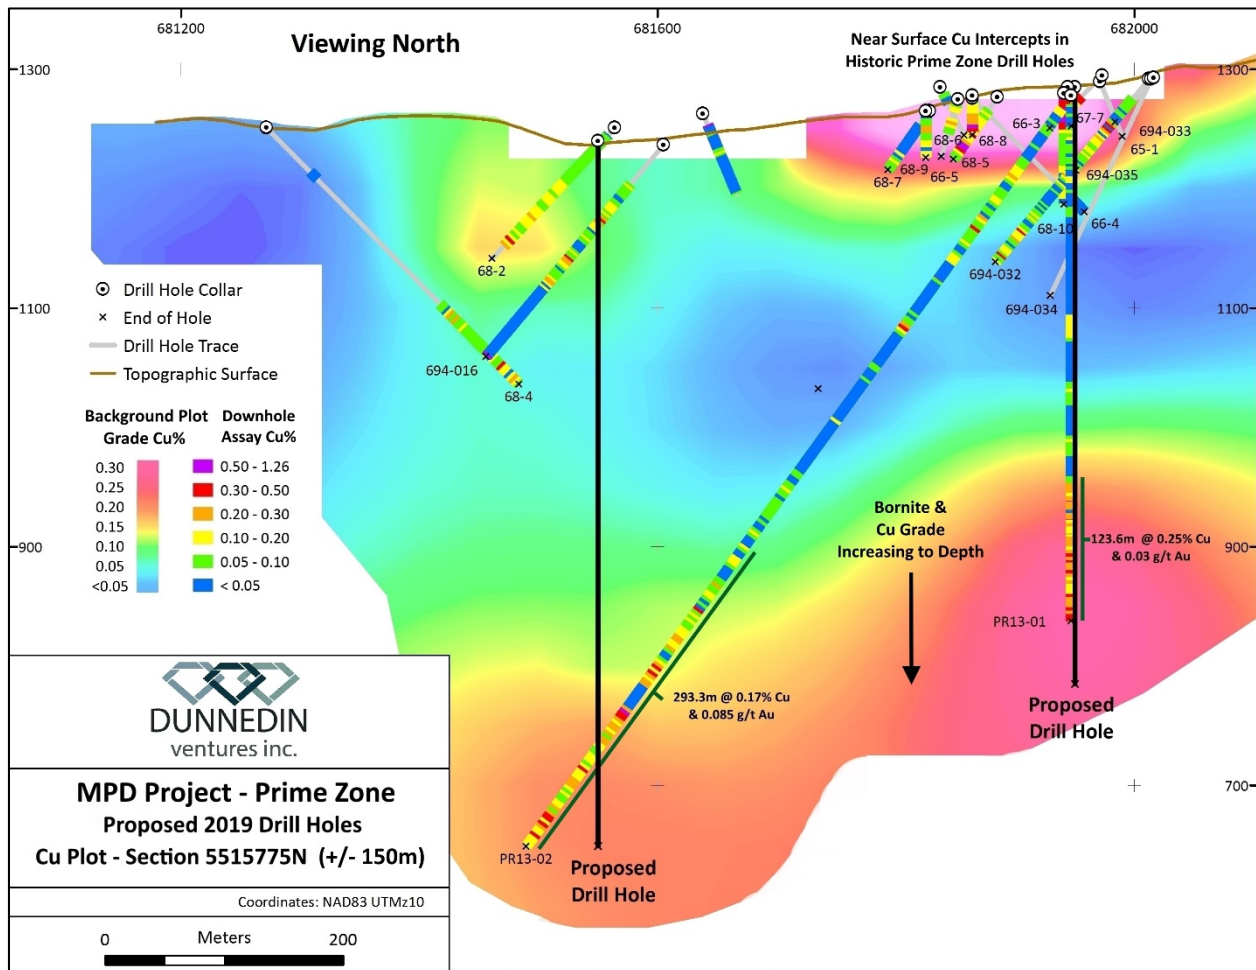 681200
681600
682000
Viewing North
Near Surface Cu Intercepts in
Historic Prime Zone Drill Holes
1300
1300
66-3
67-7
694-033
65-1
68-6
68-8
68-9
66-5
68-5
68-7
694-035
68-10
66-4
68-2
694-032
694-034
Drill Hole Collar
End of Hole
Drill Hole Trace
Topographic Surface
1100
1100
694-016
68-4
Background Plot
Grade Cu%
0.30
0.25
0.20
0.15
0.10
0.00
<0.05
Downhole
Assay Cu%
0.50 - 1.26
0.30 - 0.50
0.20 - 0.30
0.10 - 0.20
0.05 - 0.10
< 0.05
Bornite &
Cu Grade
Increasing to Depth
900
900
123.6m @ 0.25% Cu
& 0.03 g/t Au
PR13-01
293.3m @ 0.17% Cu
& 0.085 g/t Au
Proposed
Drill Hole
700
PR13-02
Proposed
Drill Hole
DUNNEDIN
ventures inc.
MPD Project - Prime Zone
Proposed 2019 Drill Holes
Cu Plot - Section 5515775N (+/- 150m)
Coordinates: NAD83 UTMz10
0 Meters 200